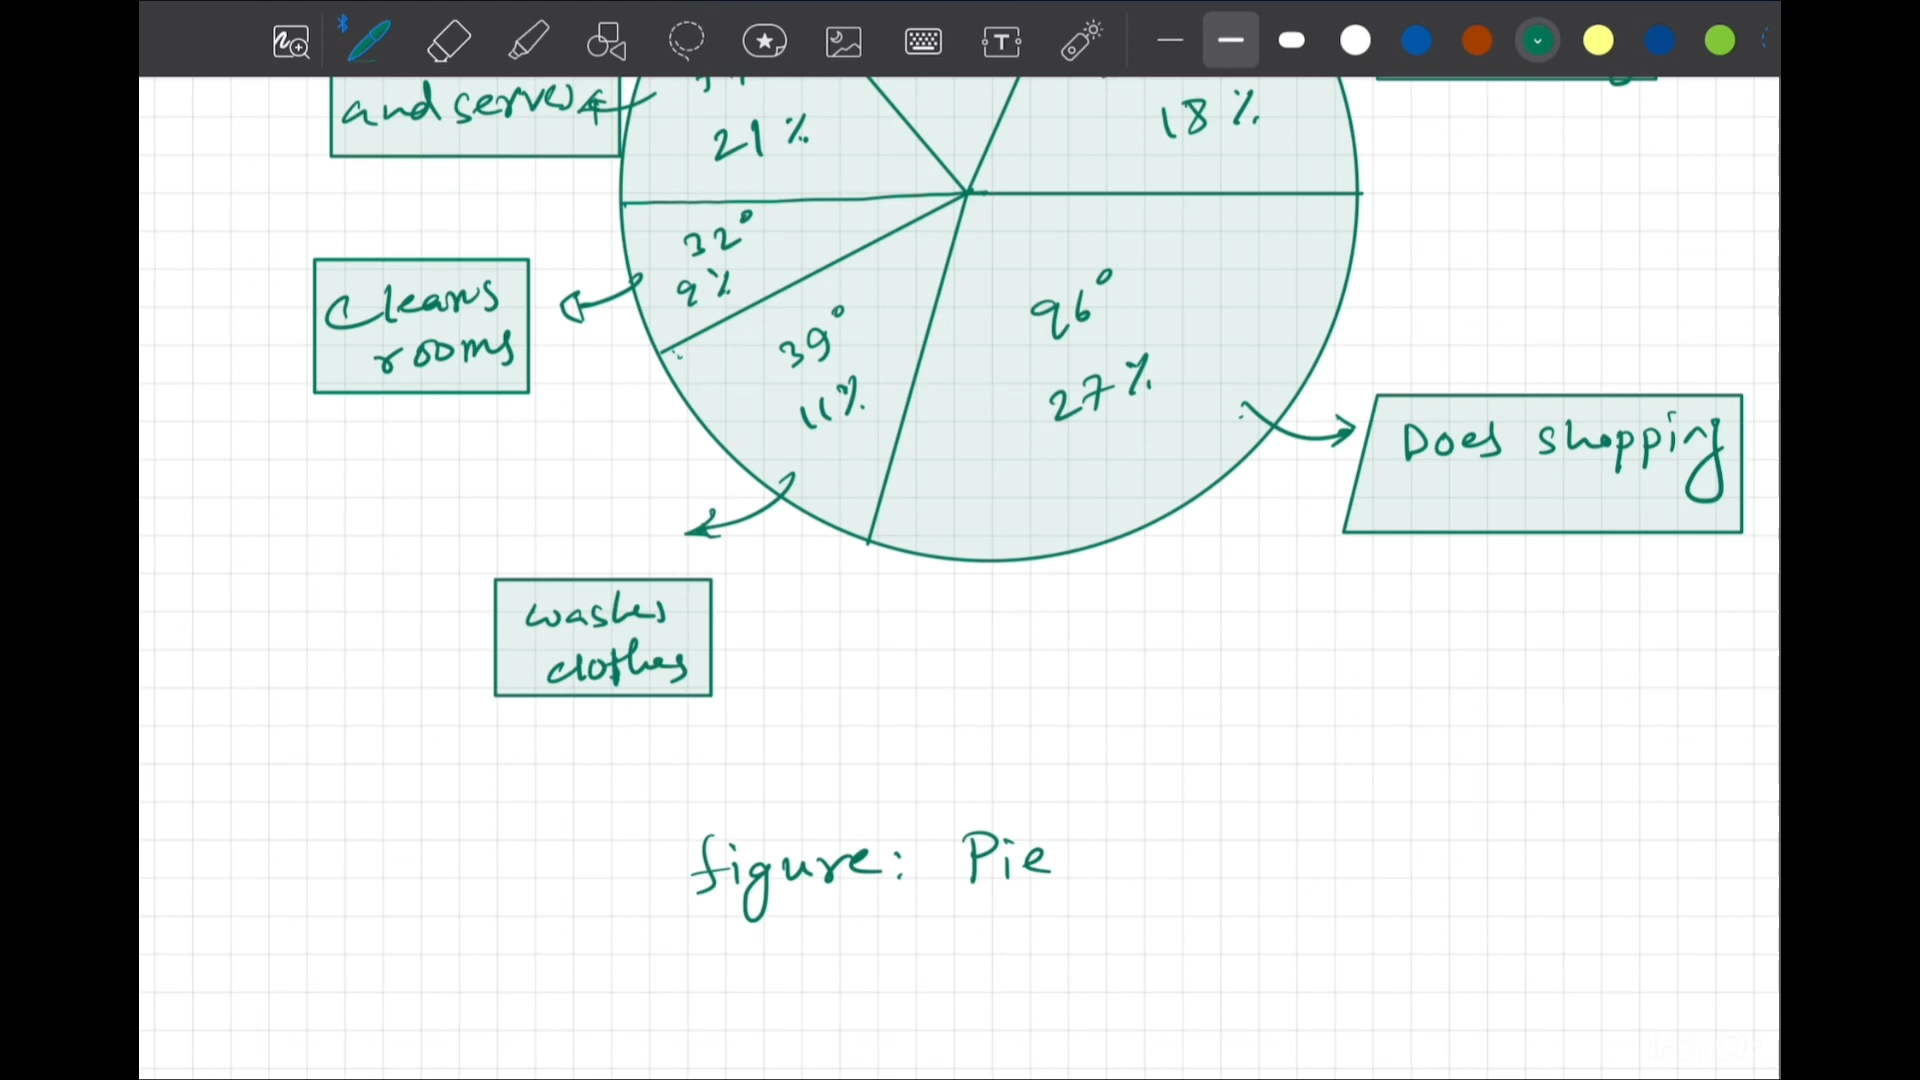 and serves
21 %
18 %
32°
9 %
Cleans
rooms
39°
11 %
96°
27 %
Does shopping
washes
clothes
figure: Pie